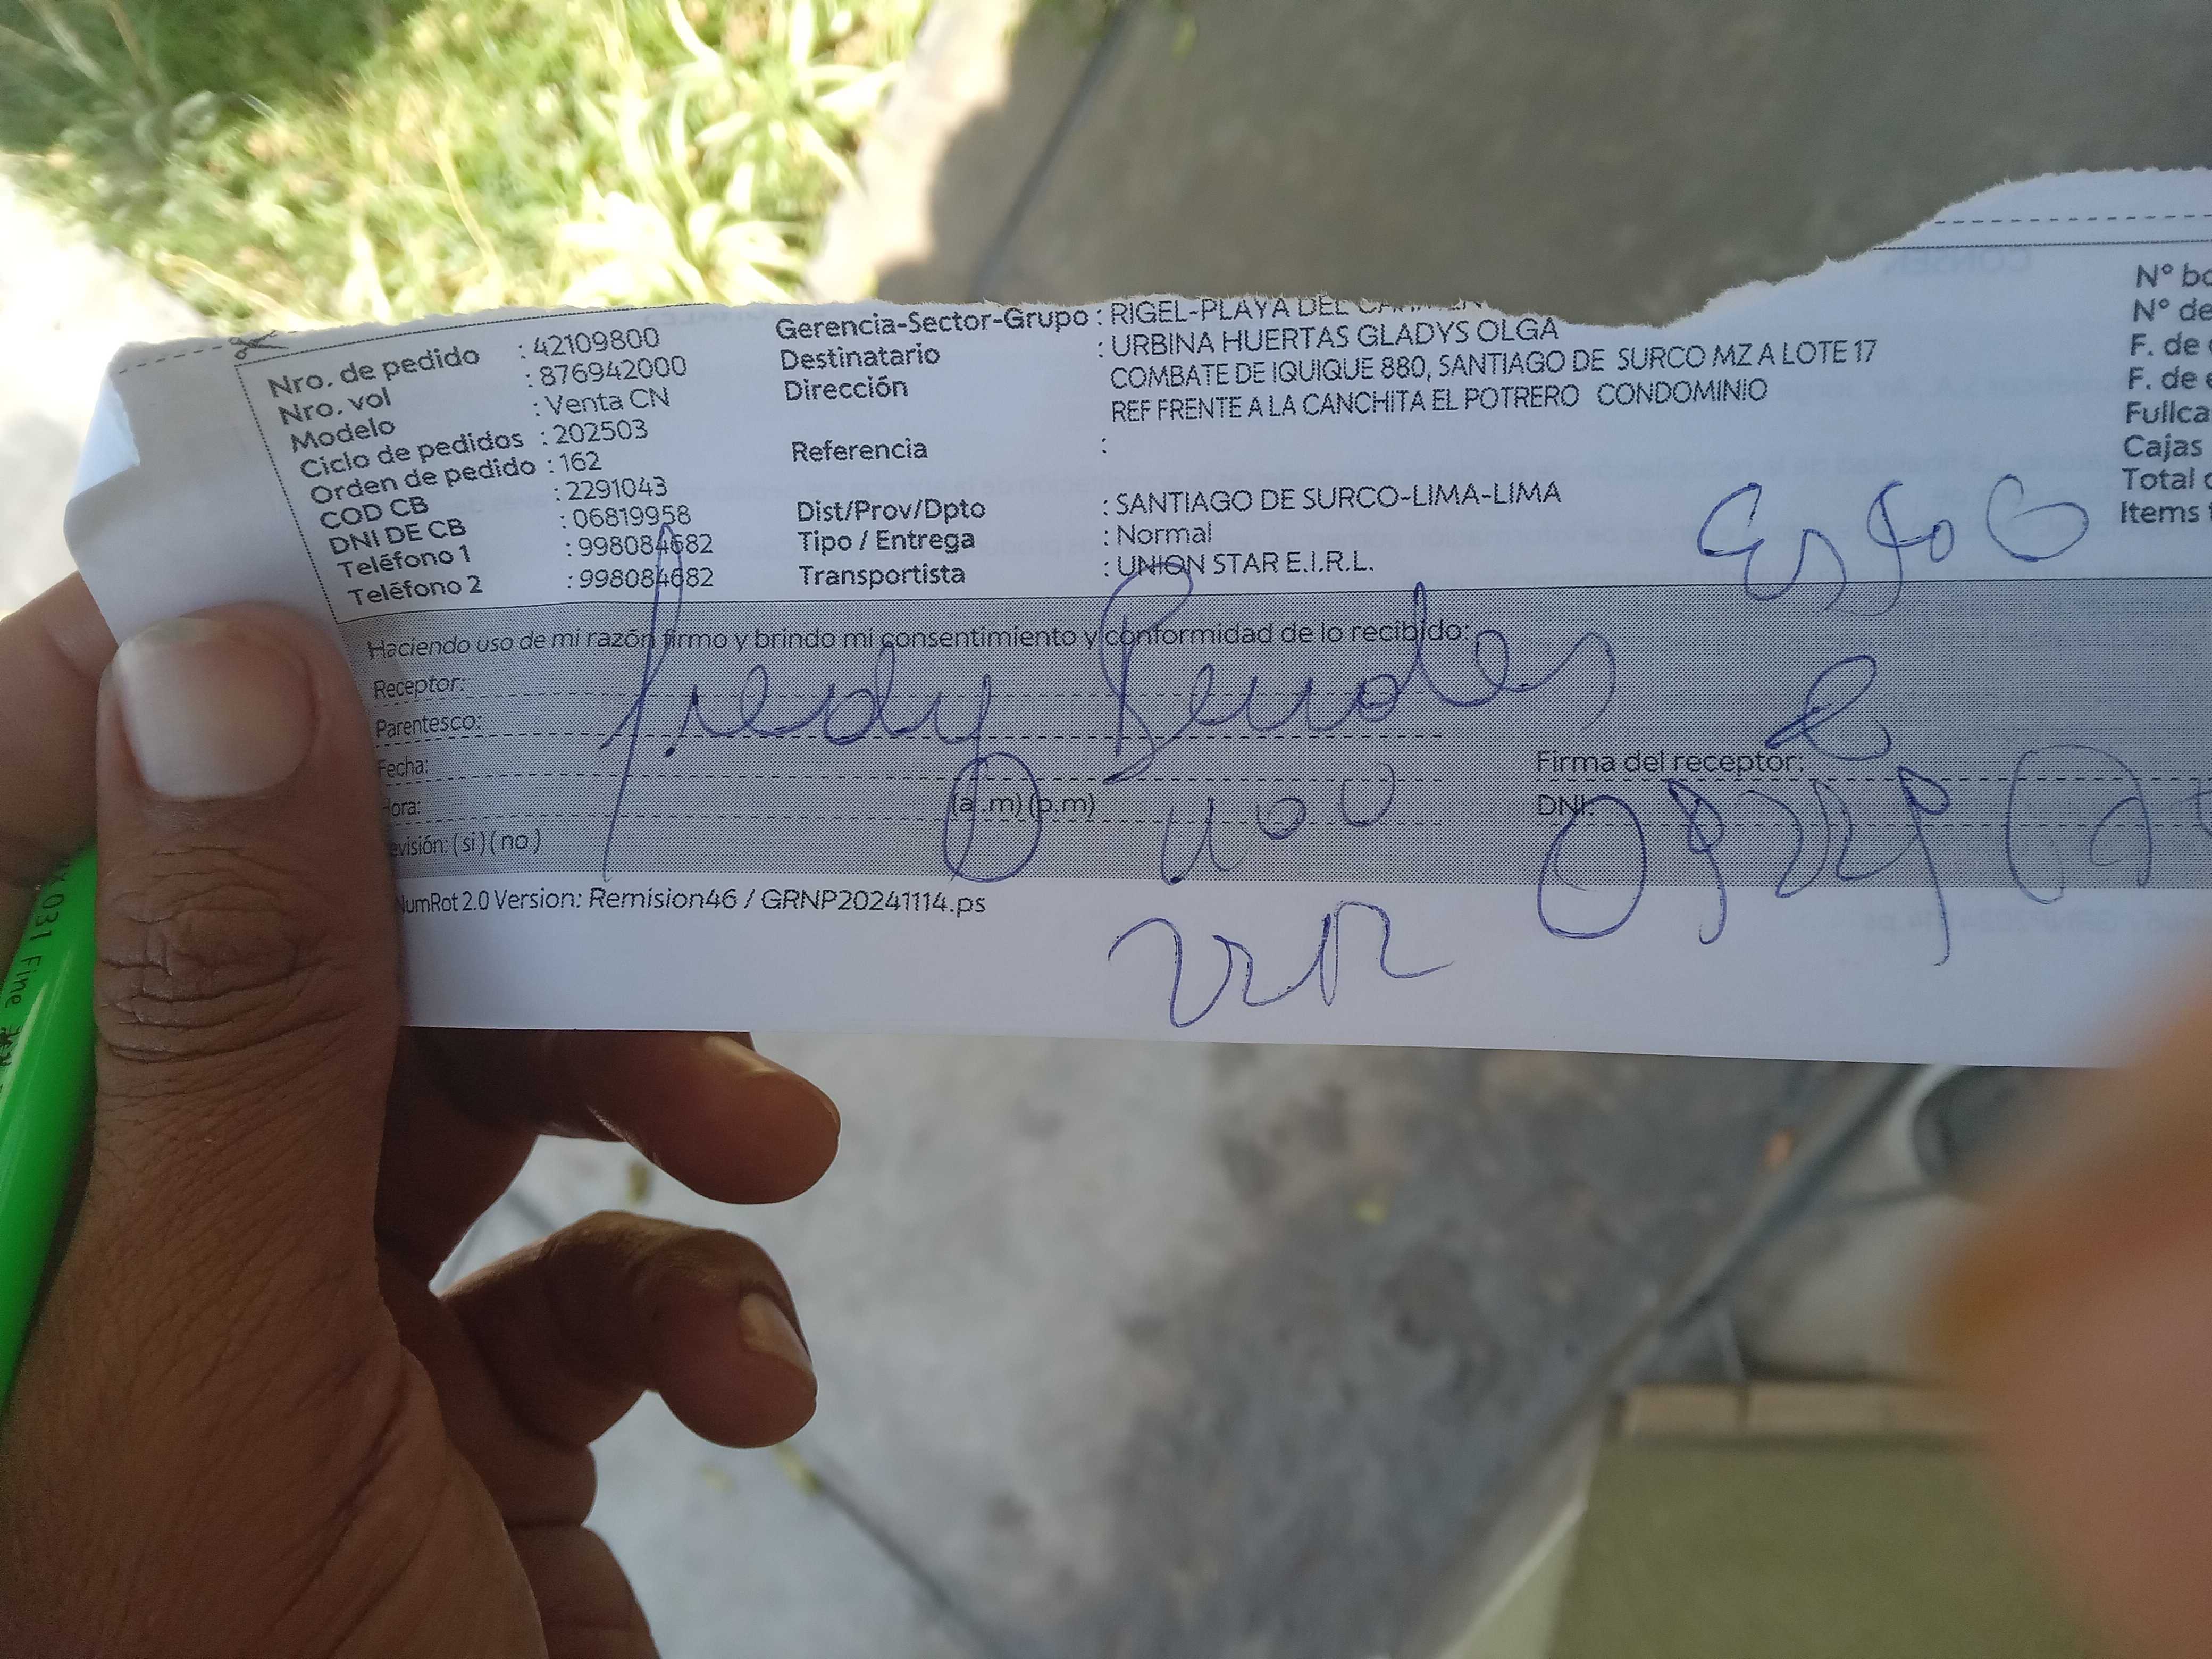 Nro. de pedido : 42109800
Nro. vol : 876942000
Modelo : Venta CN
Ciclo de pedidos : 202503
Orden de pedido : 162
COD CB : 2291043
DNI DE CB : 06819958
Teléfono 1 : 998084682
Teléfono 2 : 998084682
Gerencia-Sector-Grupo : RIGEL-PLAYA DEL CARMEN
Destinatario : URBINA HUERTAS GLADYS OLGA
Dirección : COMBATE DE IQUIQUE 880, SANTIAGO DE SURCO MZ A LOTE 17
REF FRENTE A LA CANCHITA EL POTRERO CONDOMINIO
Referencia :
Dist/Prov/Dpto : SANTIAGO DE SURCO-LIMA-LIMA
Tipo / Entrega : Normal
Transportista : UNION STAR E.I.R.L.
N° bo
N° de
F. de
F. de e
Fullca
Cajas
Total
Items
Haciendo uso de mi razón firmo y brindo mi consentimiento y conformidad de lo recibido:
Receptor:
Parentesco:
Fredy
Fecha:
Firma del receptor:
Hora: (a.m) (p.m)
DNI:
evisión: ( si ) ( no )
NumRot 2.0 Version: Remision46 / GRNP20241114.ps
031 Fine